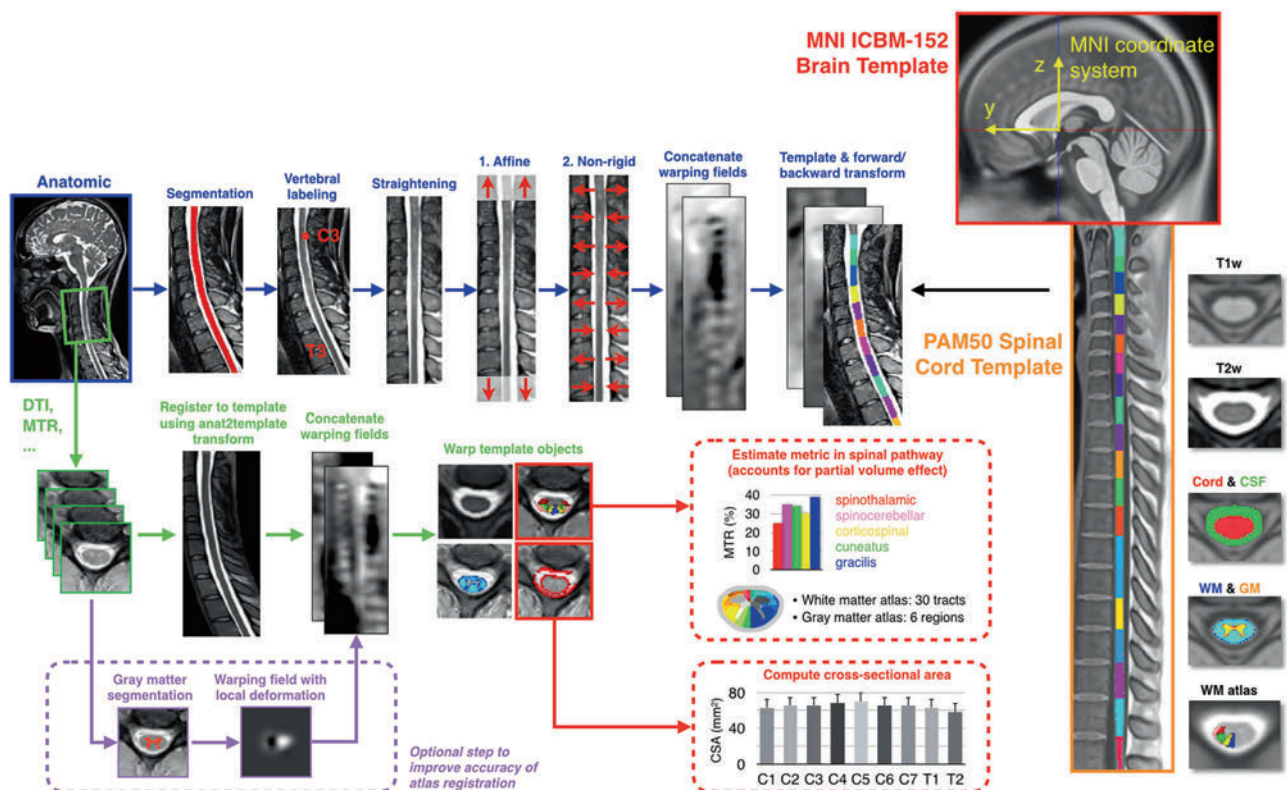 MNI ICBM-152
Brain Template
MNI coordinate
system
z
y
Anatomic
Segmentation
Vertebral
labeling
Straightening
1. Affine
2. Non-rigid
Concatenate
warping fields
Template & forward/
backward transform
C3
T3
PAM50 Spinal
Cord Template
T1w
T2w
Cord & CSF
WM & GM
WM atlas
DTI,
MTR,
...
Register to template
using anat2template
transform
Concatenate
warping fields
Warp template objects
Estimate metric in spinal pathway
(accounts for partial volume effect)
MTR (%)
40
30
20
10
0
spinothalamic
spinocerebellar
corticospinal
cuneatus
gracilis
• White matter atlas: 30 tracts
• Gray matter atlas: 6 regions
Gray matter
segmentation
Warping field with
local deformation
Optional step to
improve accuracy of
atlas registration
Compute cross-sectional area
CSA (mm²)
80
40
0
C1 C2 C3 C4 C5 C6 C7 T1 T2